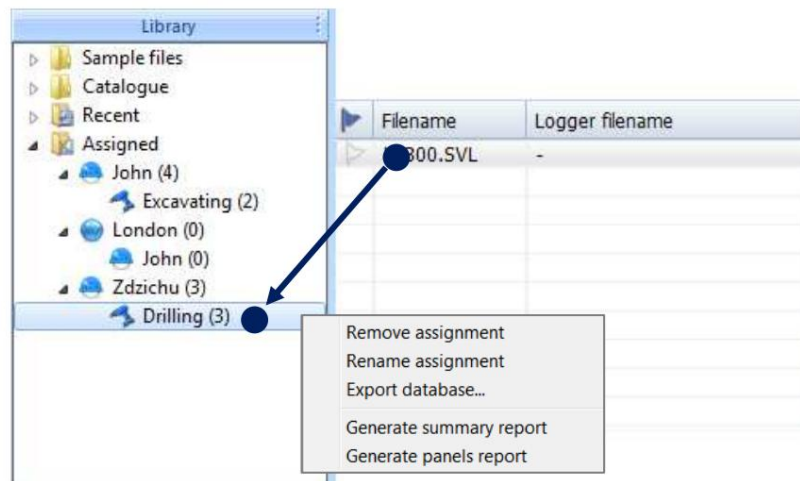 Library
Sample files
Catalogue
Recent
Assigned
John (4)
Excavating (2)
London (0)
John (0)
Zdzichu (3)
Drilling (3)
Filename Logger filename
300.SVL -
Remove assignment
Rename assignment
Export database...
Generate summary report
Generate panels report